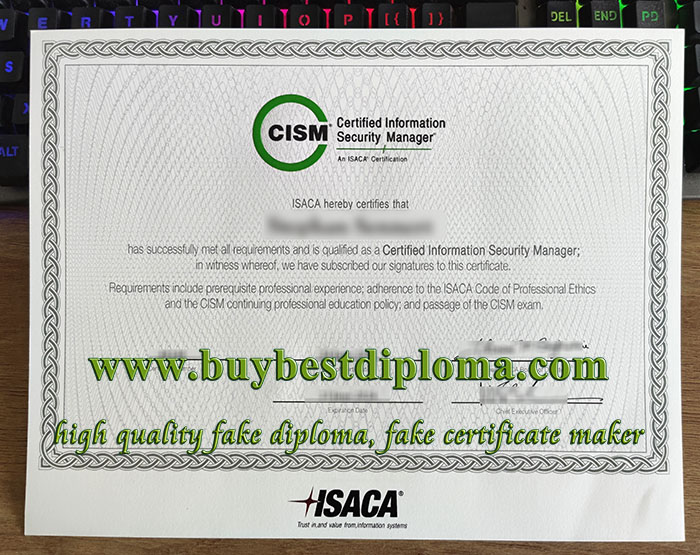 W E R T Y U I O P [{ ]} DEL END PD
S
ALT
CISM® Certified Information
Security Manager®
An ISACA® Certification
ISACA hereby certifies that
has successfully met all requirements and is qualified as a Certified Information Security Manager;
in witness whereof, we have subscribed our signatures to this certificate.
Requirements include prerequisite professional experience; adherence to the ISACA Code of Professional Ethics
and the CISM continuing professional education policy; and passage of the CISM exam.
www.buybestdiploma.com
Expiration Date
Chief Executive Officer
high quality fake diploma, fake certificate maker
ISACA®
Trust in, and value from, information systems